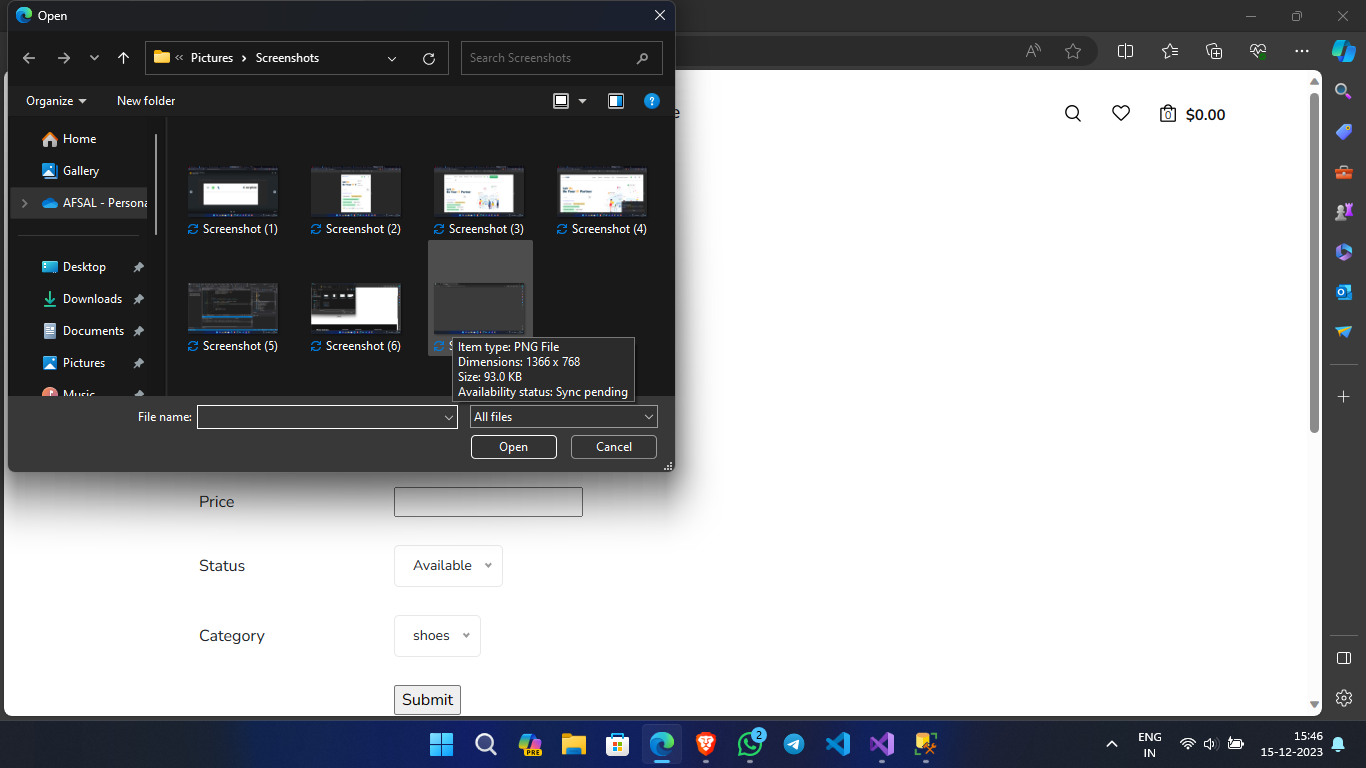 Open
Pictures
Screenshots
Search Screenshots
Organize
New folder
Home
Gallery
AFSAL - Persona
Desktop
Downloads
Documents
Pictures
Music
Screenshot (1)
Screenshot (2)
Screenshot (3)
Screenshot (4)
Screenshot (5)
Screenshot (6)
Item type: PNG File
Dimensions: 1366 x 768
Size: 93.0 KB
Availability status: Sync pending
File name:
All files
Open
Cancel
0
$0.00
Price
Status
Available
Category
shoes
Submit
PRE
2
ENG
IN
15:46
15-12-2023